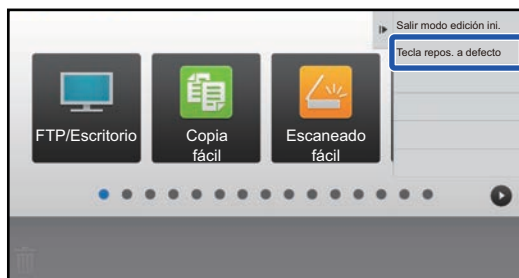 Salir modo edición ini.
Tecla repos. a defecto
FTP/Escritorio
Copia
fácil
Escaneado
fácil